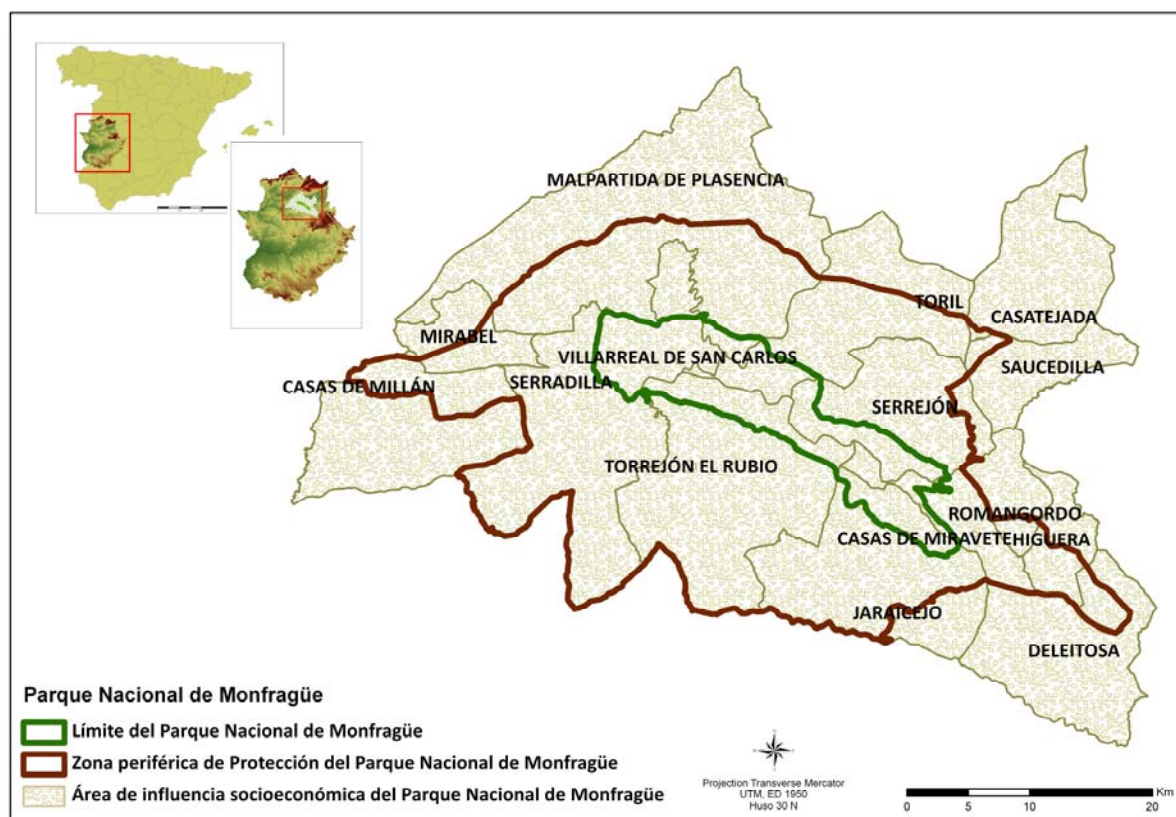 MALPARTIDA DE PLASENCIA
TORIL
CASATEJADA
MIRABEL
VILLARREAL DE SAN CARLOS
SAUCEDILLA
CASAS DE MILLÁN
SERRADILLA
SERREJÓN
TORREJÓN EL RUBIO
ROMANGORDO
CASAS DE MIRAVETE
HIGUERA
JARAICEJO
DELEITOSA
Parque Nacional de Monfragüe
Límite del Parque Nacional de Monfragüe
Zona periférica de Protección del Parque Nacional de Monfragüe
Área de influencia socioeconómica del Parque Nacional de Monfragüe
N
Projection Transverse Mercator
UTM, ED 1950
Huso 30 N
Km
0 5 10 20